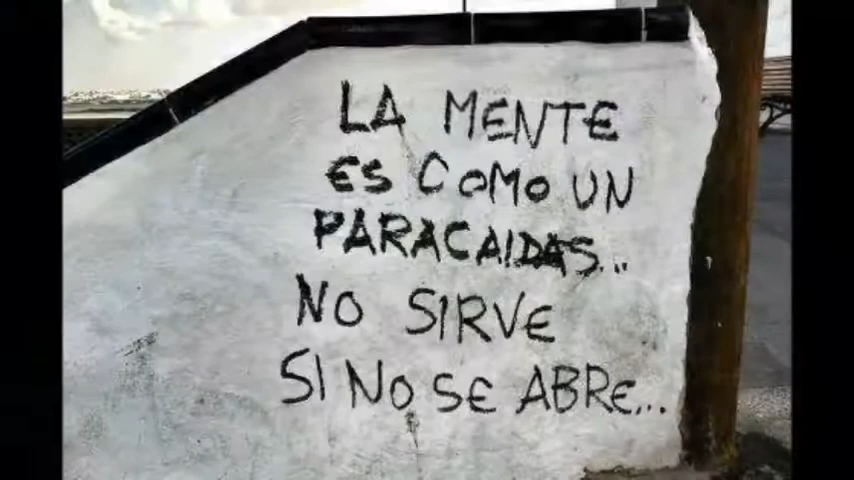 LA MENTE
ES COMO UN
PARACAIDAS...
NO SIRVE
SI NO SE ABRE...